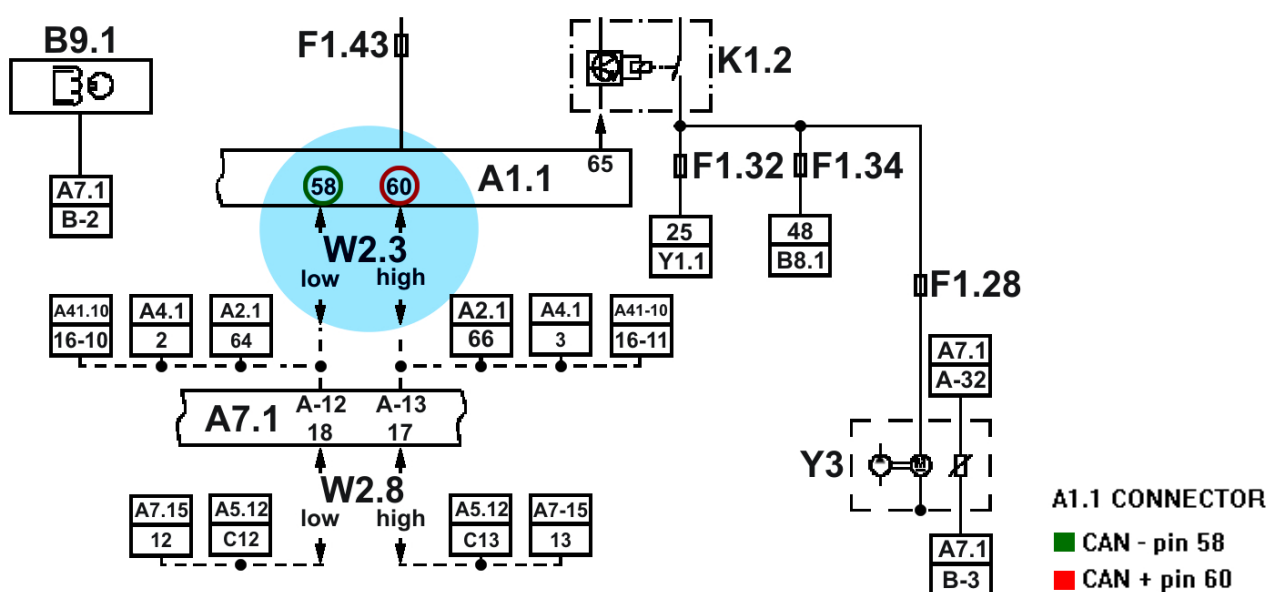 B9.1
F1.43
K1.2
65
A1.1
58
60
F1.32
F1.34
A7.1
B-2
25
Y1.1
48
B8.1
W2.3
low
high
F1.28
A41.10
16-10
A4.1
2
A2.1
64
A2.1
66
A4.1
3
A41-10
16-11
A7.1
A-32
A7.1
A-12
A-13
18
17
Y3
M
W2.8
low
high
A7.15
12
A5.12
C12
A5.12
C13
A7-15
13
A7.1
B-3
A1.1 CONNECTOR
CAN - pin 58
CAN + pin 60